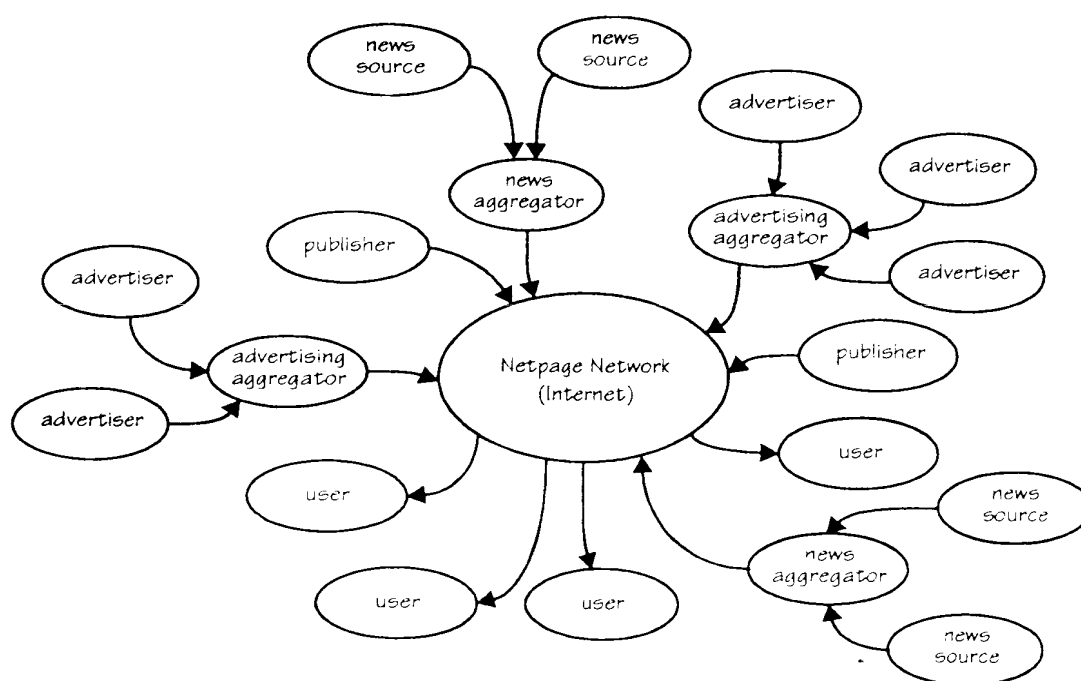 news
source
news
source
advertiser
advertiser
news
aggregator
advertising
aggregator
publisher
advertiser
advertiser
Netpage Network
(Internet)
publisher
advertising
aggregator
advertiser
user
user
news
source
news
aggregator
user
user
news
source